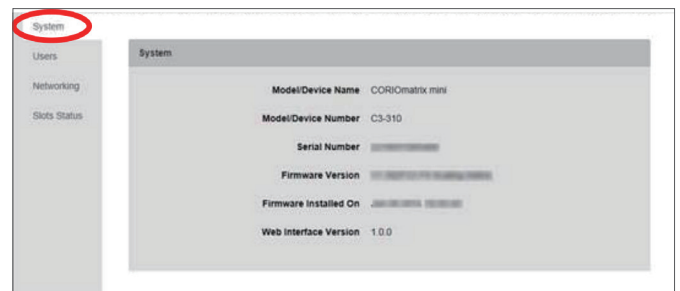 System
Users
Networking
Slots Status
System
Model/Device Name CORIOmatrix mini
Model/Device Number C3-310
Serial Number
Firmware Version
Firmware Installed On
Web Interface Version 1.0.0